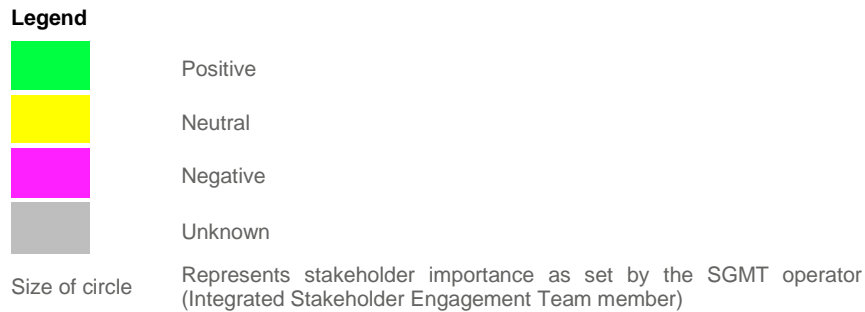 Legend
Positive
Neutral
Negative
Unknown
Size of circle
Represents stakeholder importance as set by the SGMT operator
(Integrated Stakeholder Engagement Team member)